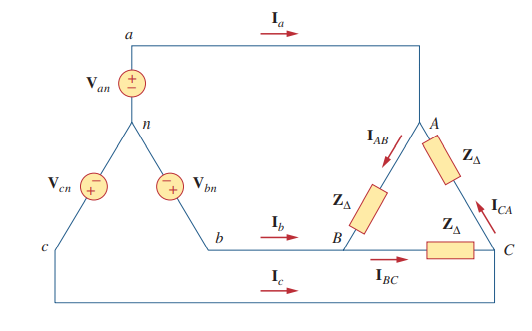 I_a
a
+
−
V_an
n
A
I_AB
Z_Δ
V_cn
−
+
−
+
V_bn
Z_Δ
I_CA
Z_Δ
I_b
b
B
c
C
I_c
I_BC